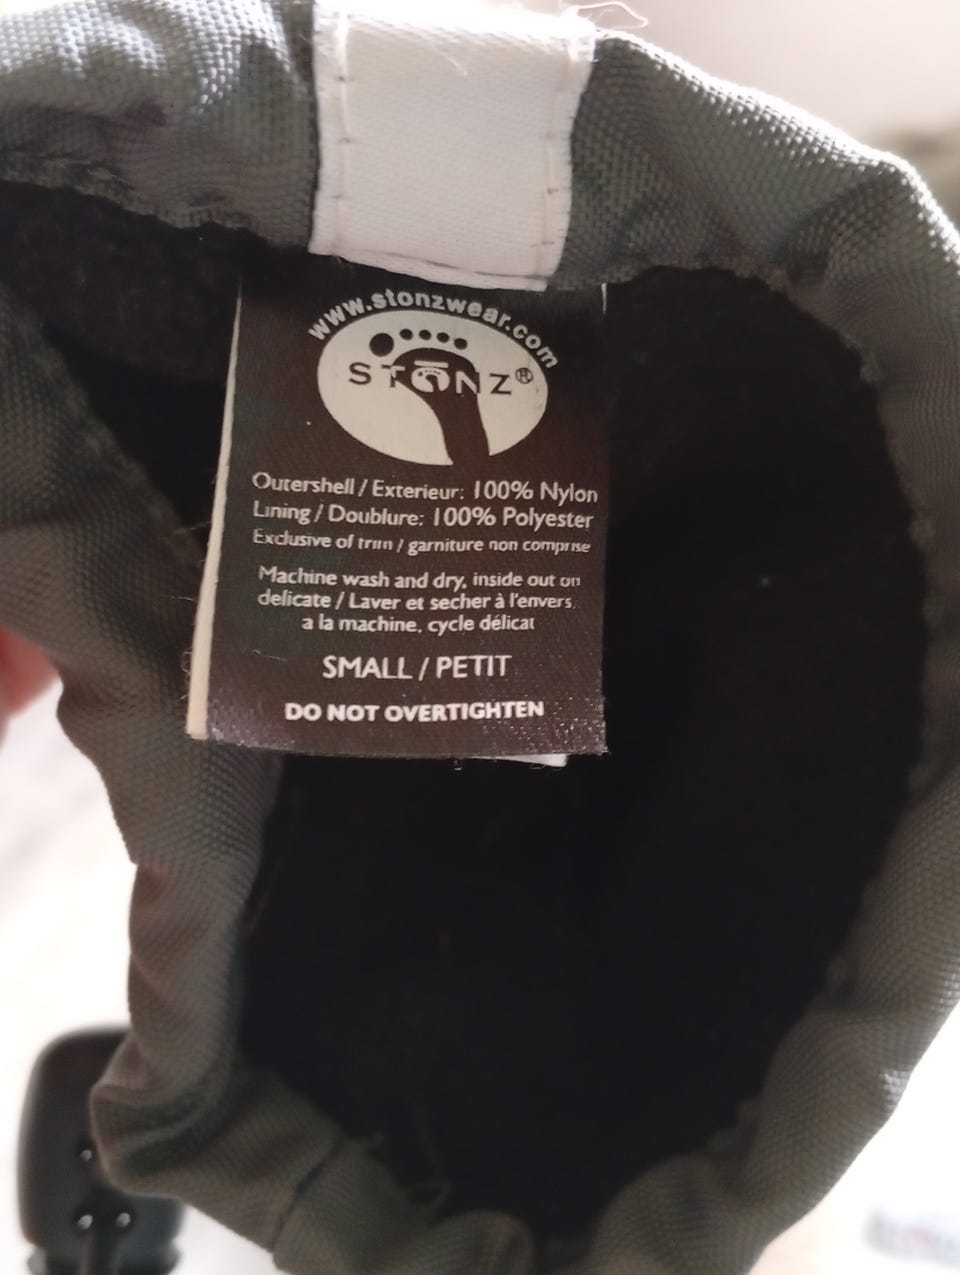 www.stonzwear.com
STONZ®
Outershell / Exterieur: 100% Nylon
Lining / Doublure: 100% Polyester
Exclusive of trim / garniture non comprise
Machine wash and dry, inside out on
delicate / Laver et secher à l'envers,
a la machine, cycle délicat
SMALL / PETIT
DO NOT OVERTIGHTEN